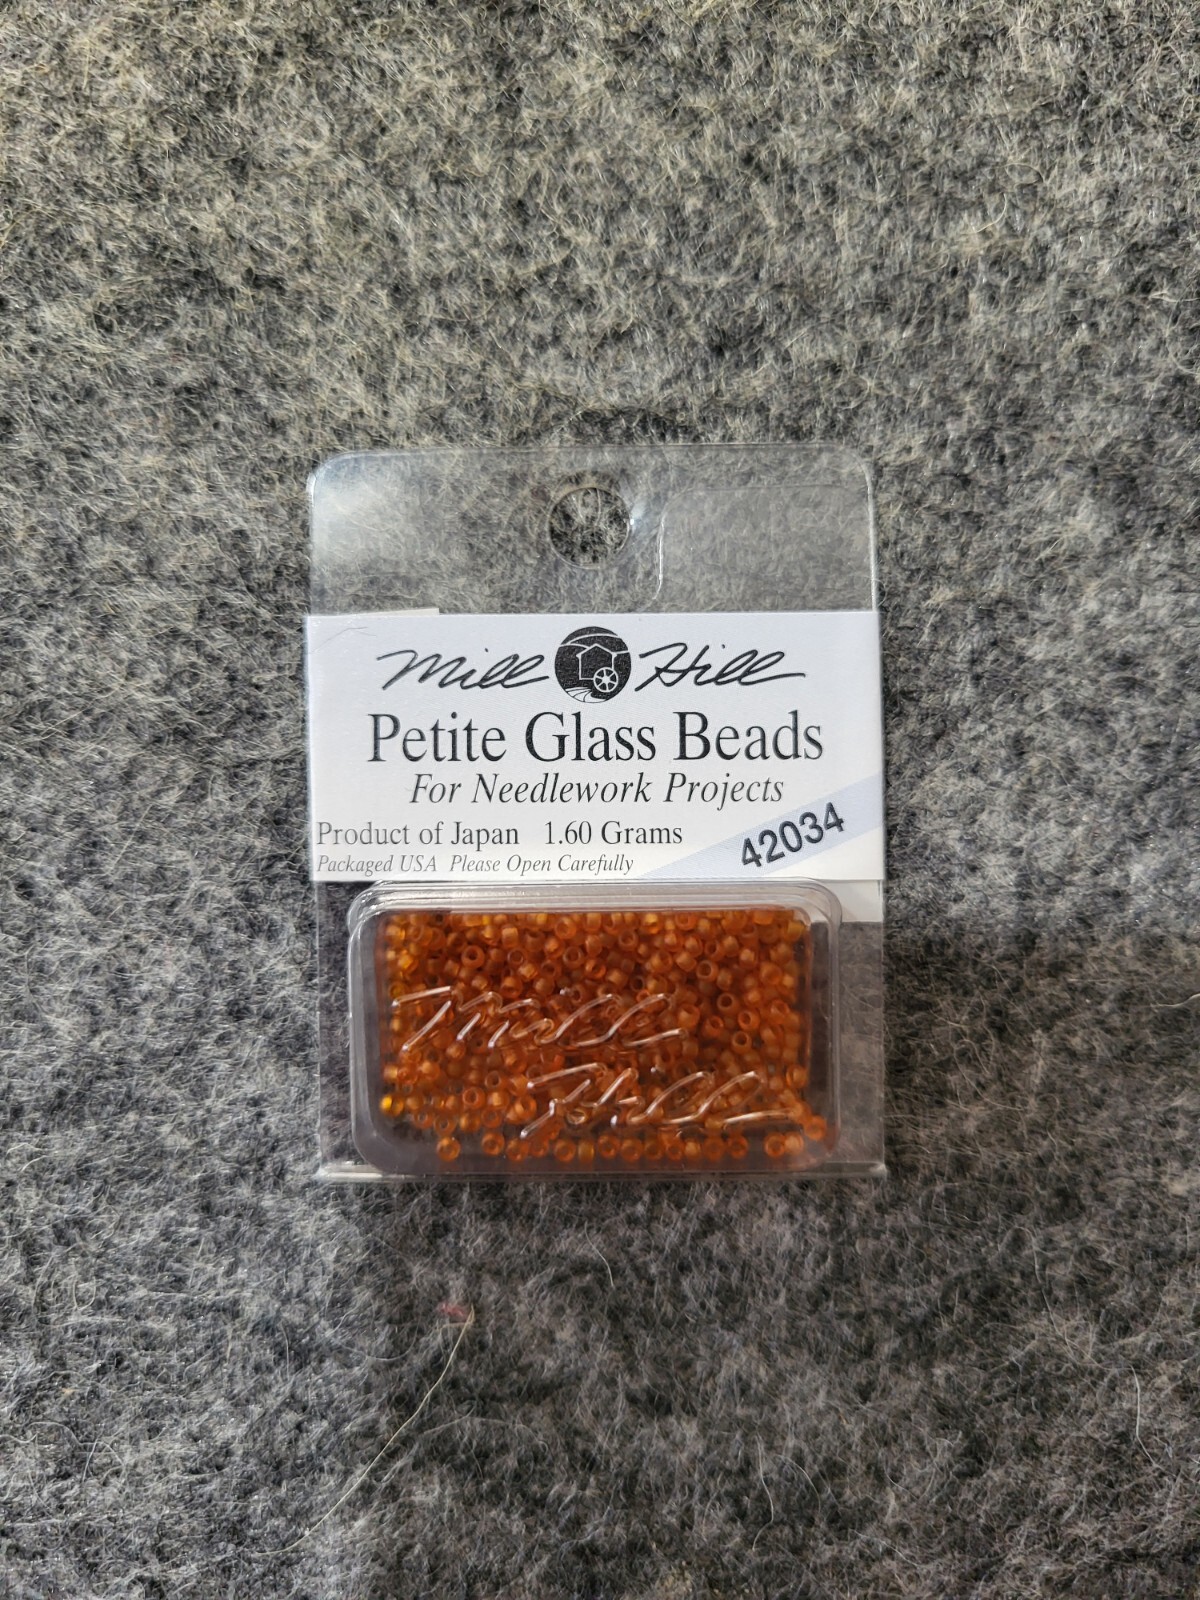 Mill Hill
Petite Glass Beads
For Needlework Projects
Product of Japan 1.60 Grams
42034
Packaged USA Please Open Carefully
Mill
Hill